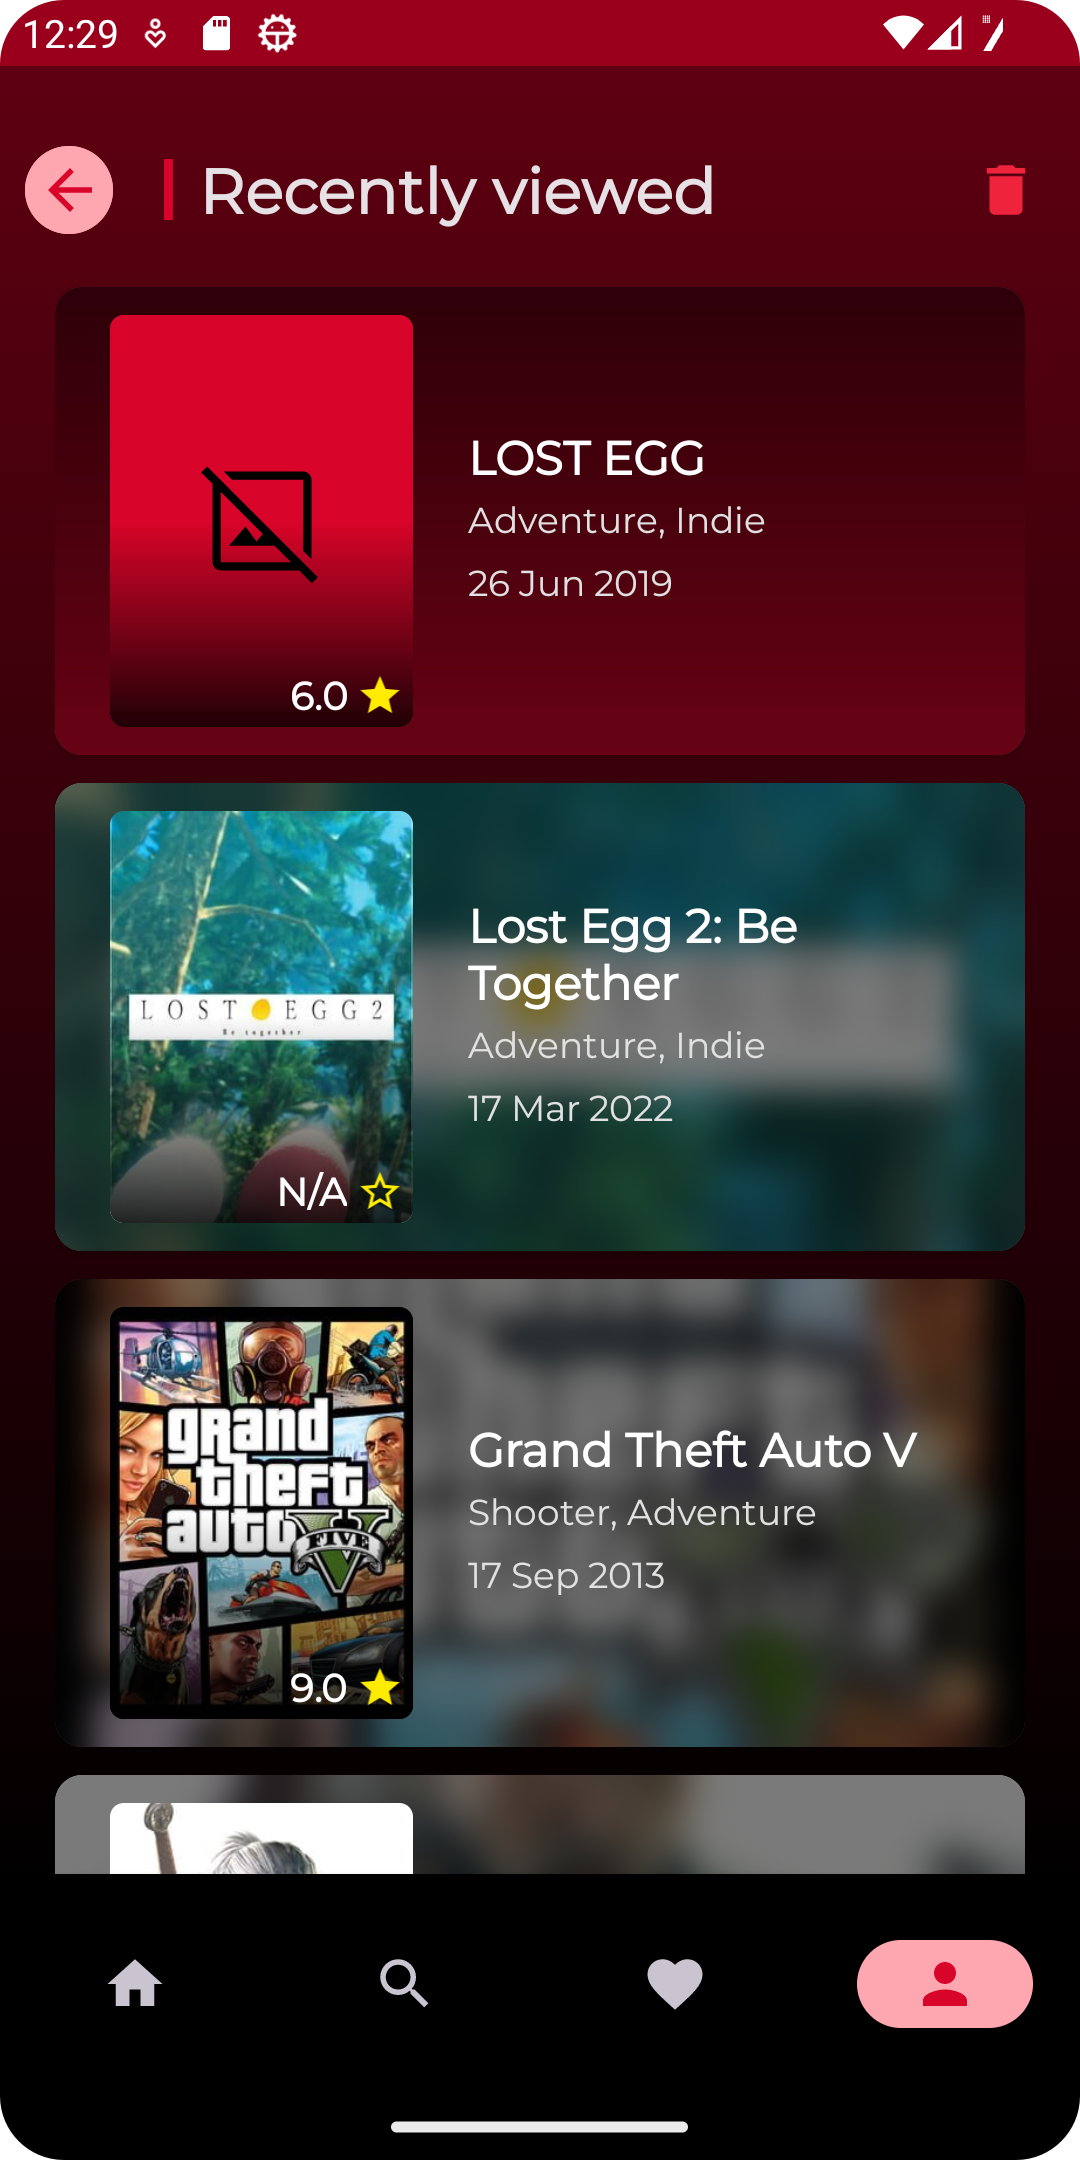 12:29
Recently viewed
LOST EGG
Adventure, Indie
26 Jun 2019
6.0
Lost Egg 2: Be
Together
Adventure, Indie
17 Mar 2022
LOST EGG 2
Be together
N/A
Grand Theft Auto V
Shooter, Adventure
17 Sep 2013
grand
theft
auto
FIVE
9.0